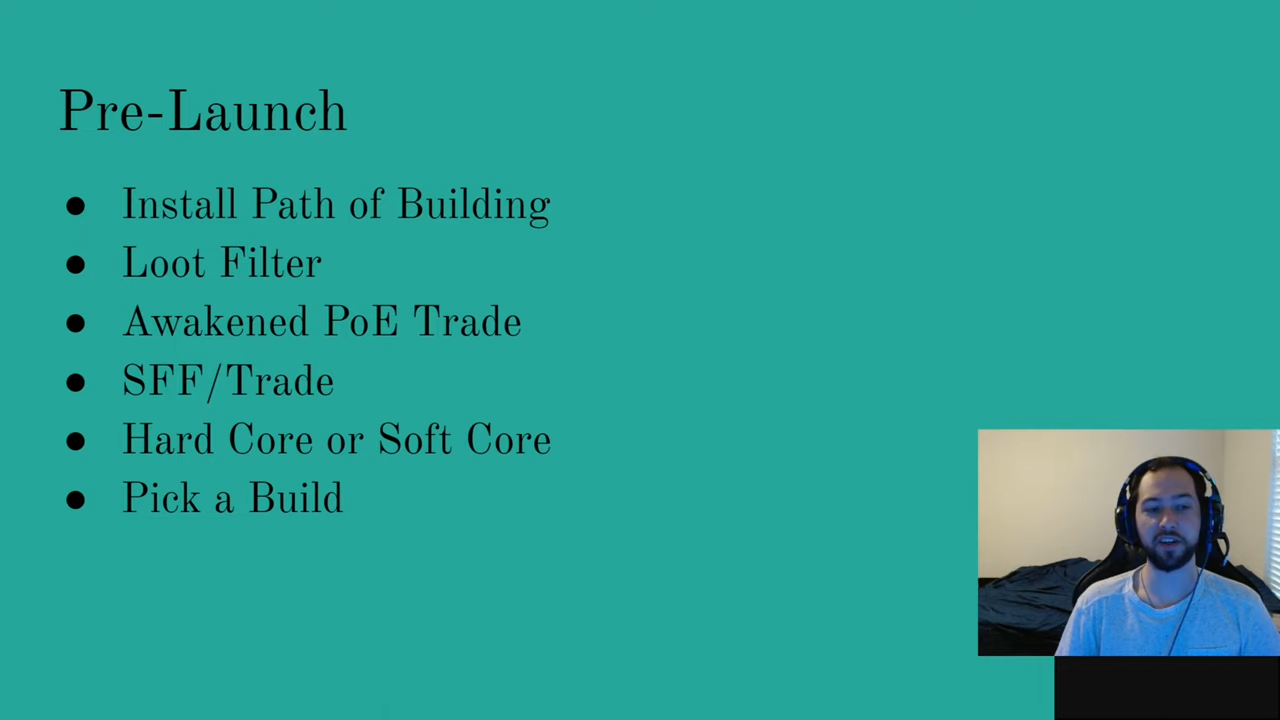 Pre-Launch
● Install Path of Building
● Loot Filter
● Awakened PoE Trade
● SFF/Trade
● Hard Core or Soft Core
● Pick a Build